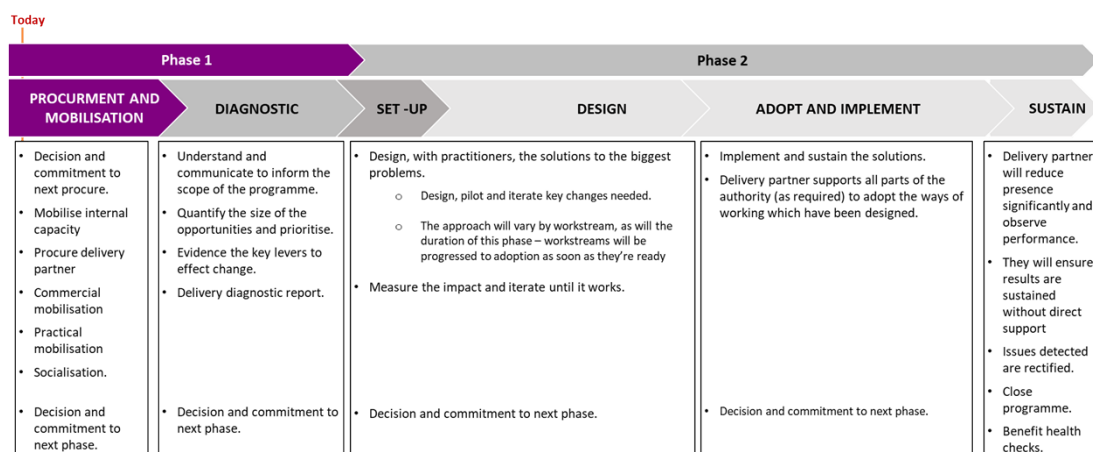 Today
Phase 1
Phase 2
PROCURMENT AND
MOBILISATION
DIAGNOSTIC
SET -UP
DESIGN
ADOPT AND IMPLEMENT
SUSTAIN
• Decision and
commitment to
next procure.
• Mobilise internal
capacity
• Procure delivery
partner
• Commercial
mobilisation
• Practical
mobilisation
• Socialisation.
• Decision and
commitment to
next phase.
• Understand and
communicate to inform the
scope of the programme.
• Quantify the size of the
opportunities and prioritise.
• Evidence the key levers to
effect change.
• Delivery diagnostic report.
• Decision and commitment to
next phase.
• Design, with practitioners, the solutions to the biggest
problems.
o Design, pilot and iterate key changes needed.
o The approach will vary by workstream, as will the
duration of this phase – workstreams will be
progressed to adoption as soon as they're ready
• Measure the impact and iterate until it works.
• Decision and commitment to next phase.
• Implement and sustain the solutions.
• Delivery partner supports all parts of the
authority (as required) to adopt the ways of
working which have been designed.
• Decision and commitment to next phase.
• Delivery partner
will reduce
presence
significantly and
observe
performance.
• They will ensure
results are
sustained
without direct
support
• Issues detected
are rectified.
• Close
programme.
• Benefit health
checks.